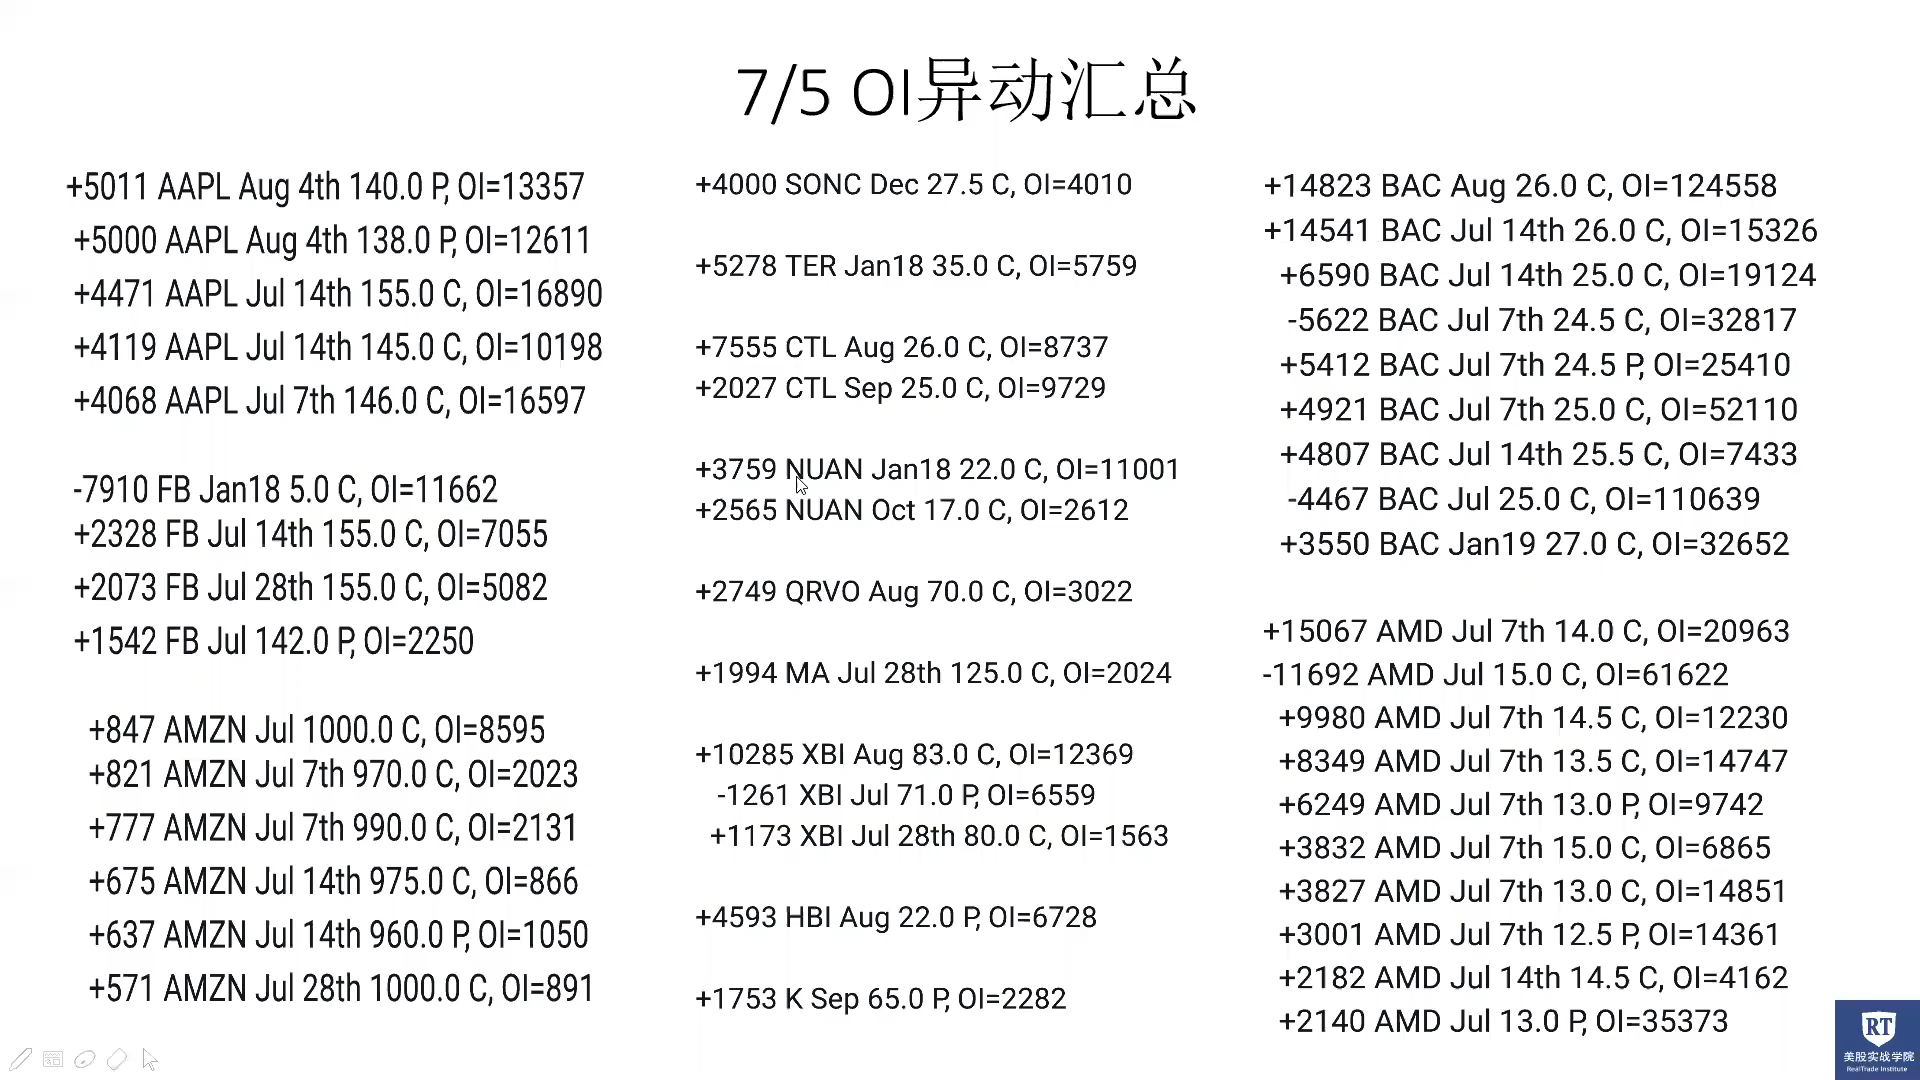 7/5 OI异动汇总
+5011 AAPL Aug 4th 140.0 P, OI=13357
+5000 AAPL Aug 4th 138.0 P, OI=12611
+4471 AAPL Jul 14th 155.0 C, OI=16890
+4119 AAPL Jul 14th 145.0 C, OI=10198
+4068 AAPL Jul 7th 146.0 C, OI=16597
-7910 FB Jan18 5.0 C, OI=11662
+2328 FB Jul 14th 155.0 C, OI=7055
+2073 FB Jul 28th 155.0 C, OI=5082
+1542 FB Jul 142.0 P, OI=2250
+847 AMZN Jul 1000.0 C, OI=8595
+821 AMZN Jul 7th 970.0 C, OI=2023
+777 AMZN Jul 7th 990.0 C, OI=2131
+675 AMZN Jul 14th 975.0 C, OI=866
+637 AMZN Jul 14th 960.0 P, OI=1050
+571 AMZN Jul 28th 1000.0 C, OI=891
+4000 SONC Dec 27.5 C, OI=4010
+5278 TER Jan18 35.0 C, OI=5759
+7555 CTL Aug 26.0 C, OI=8737
+2027 CTL Sep 25.0 C, OI=9729
+3759 NUAN Jan18 22.0 C, OI=11001
+2565 NUAN Oct 17.0 C, OI=2612
+2749 QRVO Aug 70.0 C, OI=3022
+1994 MA Jul 28th 125.0 C, OI=2024
+10285 XBI Aug 83.0 C, OI=12369
-1261 XBI Jul 71.0 P, OI=6559
+1173 XBI Jul 28th 80.0 C, OI=1563
+4593 HBI Aug 22.0 P, OI=6728
+1753 K Sep 65.0 P, OI=2282
+14823 BAC Aug 26.0 C, OI=124558
+14541 BAC Jul 14th 26.0 C, OI=15326
+6590 BAC Jul 14th 25.0 C, OI=19124
-5622 BAC Jul 7th 24.5 C, OI=32817
+5412 BAC Jul 7th 24.5 P, OI=25410
+4921 BAC Jul 7th 25.0 C, OI=52110
+4807 BAC Jul 14th 25.5 C, OI=7433
-4467 BAC Jul 25.0 C, OI=110639
+3550 BAC Jan19 27.0 C, OI=32652
+15067 AMD Jul 7th 14.0 C, OI=20963
-11692 AMD Jul 15.0 C, OI=61622
+9980 AMD Jul 7th 14.5 C, OI=12230
+8349 AMD Jul 7th 13.5 C, OI=14747
+6249 AMD Jul 7th 13.0 P, OI=9742
+3832 AMD Jul 7th 15.0 C, OI=6865
+3827 AMD Jul 7th 13.0 C, OI=14851
+3001 AMD Jul 7th 12.5 P, OI=14361
+2182 AMD Jul 14th 14.5 C, OI=4162
+2140 AMD Jul 13.0 P, OI=35373
RT
美股实战学院
RealTrade Institute